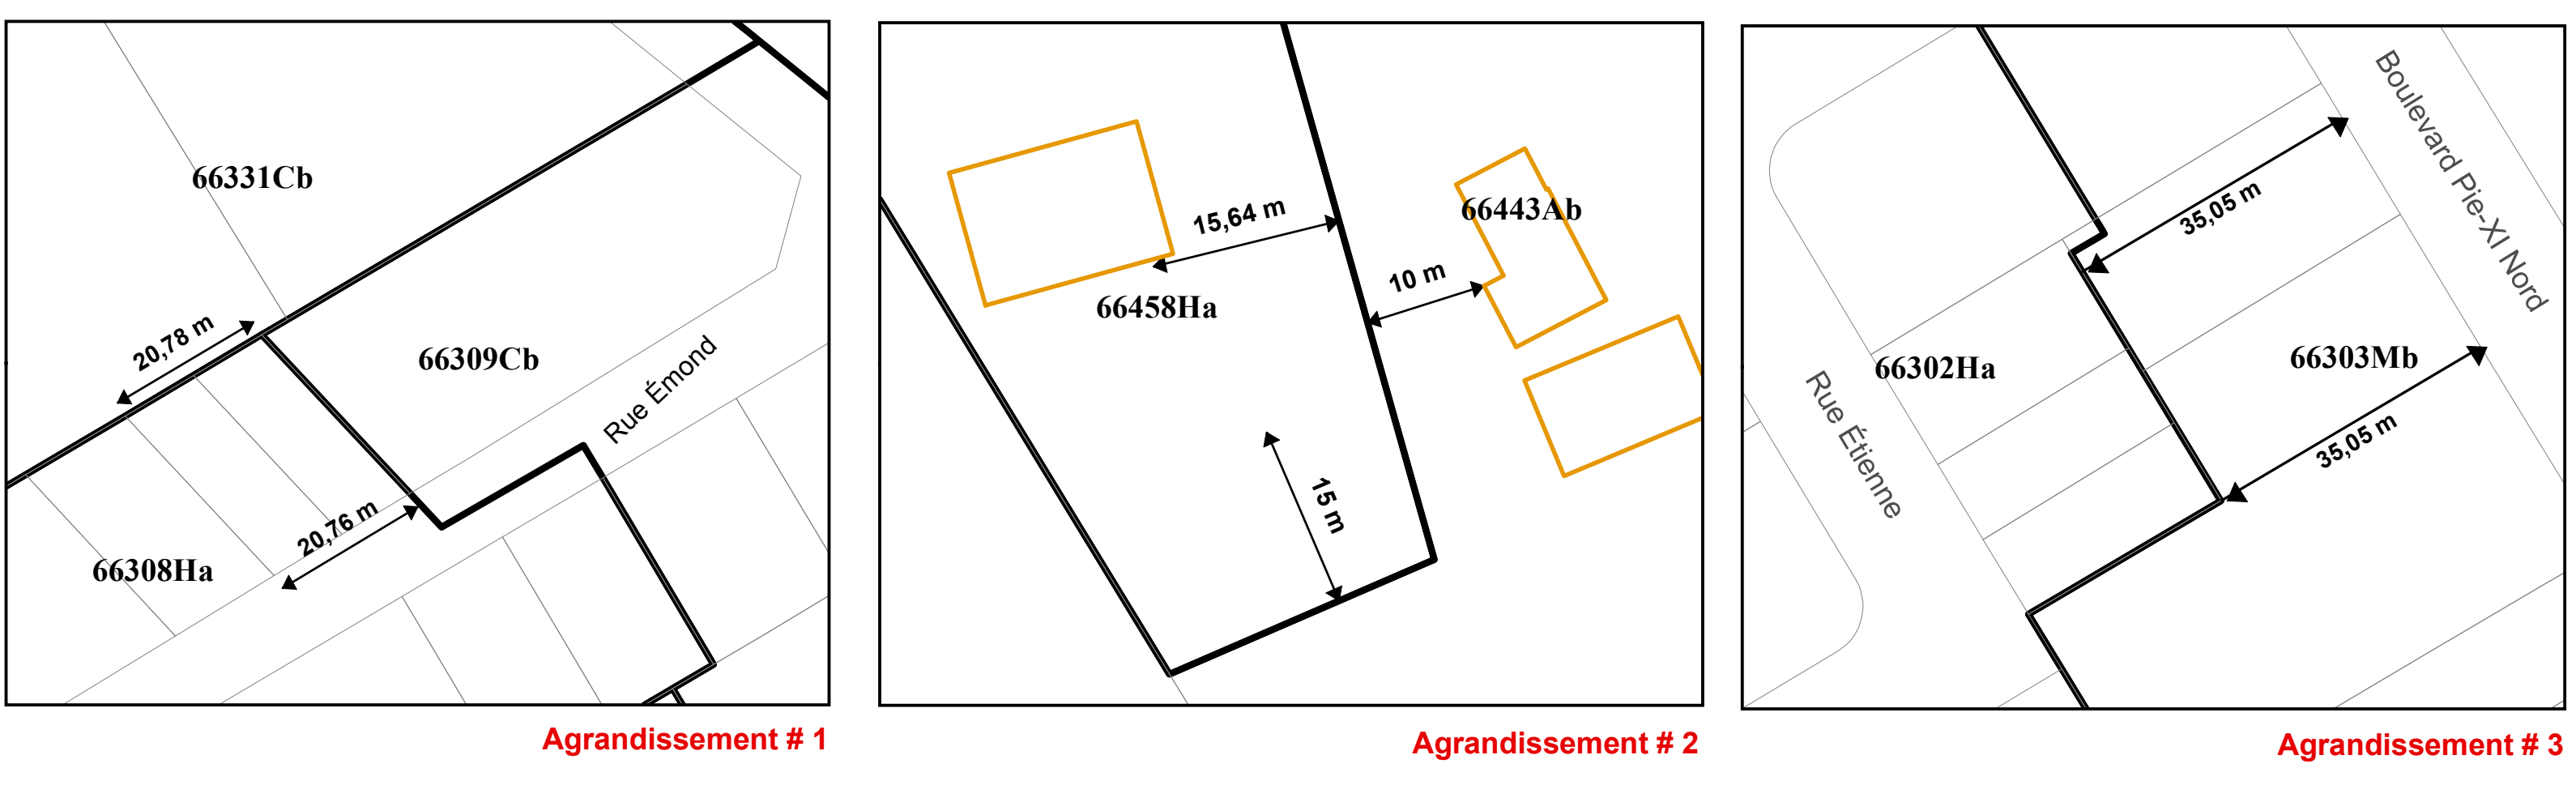 66331Cb
20,78 m
66309Cb
Rue Émond
20,76 m
66308Ha
Agrandissement # 1
15,64 m
66443Ab
10 m
66458Ha
15 m
Agrandissement # 2
Boulevard Pie-XI Nord
35,05 m
66302Ha
66303Mb
Rue Étienne
35,05 m
Agrandissement # 3